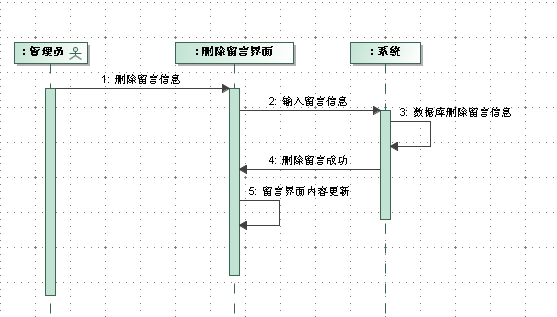 : 管理员
: 删除留言界面
: 系统
1: 删除留言信息
2: 输入留言信息
3: 数据库删除留言信息
4: 删除留言成功
5: 留言界面内容更新